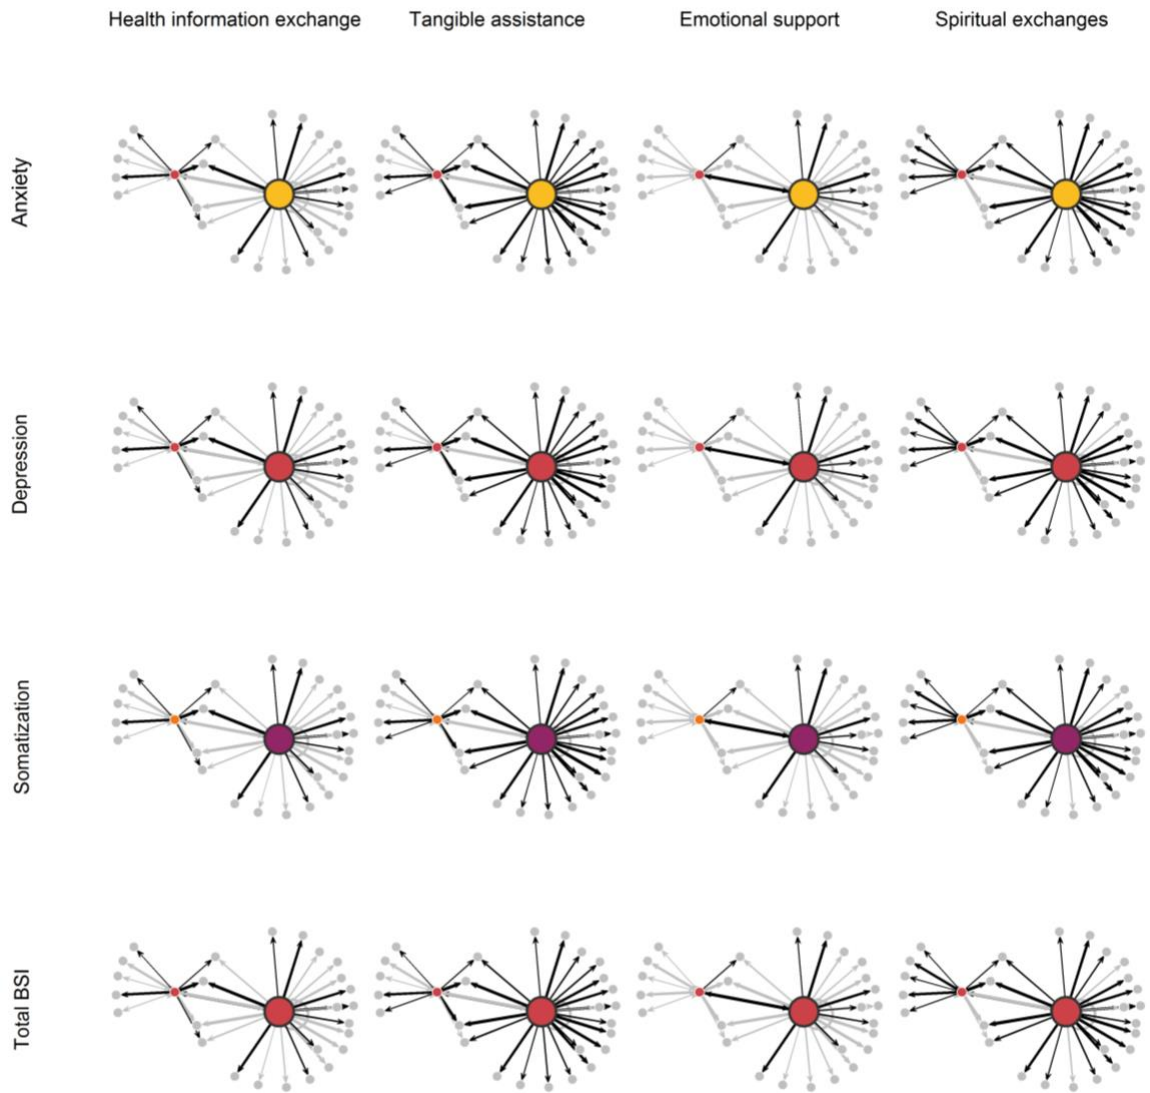 Health information exchange
Tangible assistance
Emotional support
Spiritual exchanges
Anxiety
Depression
Somatization
Total BSI